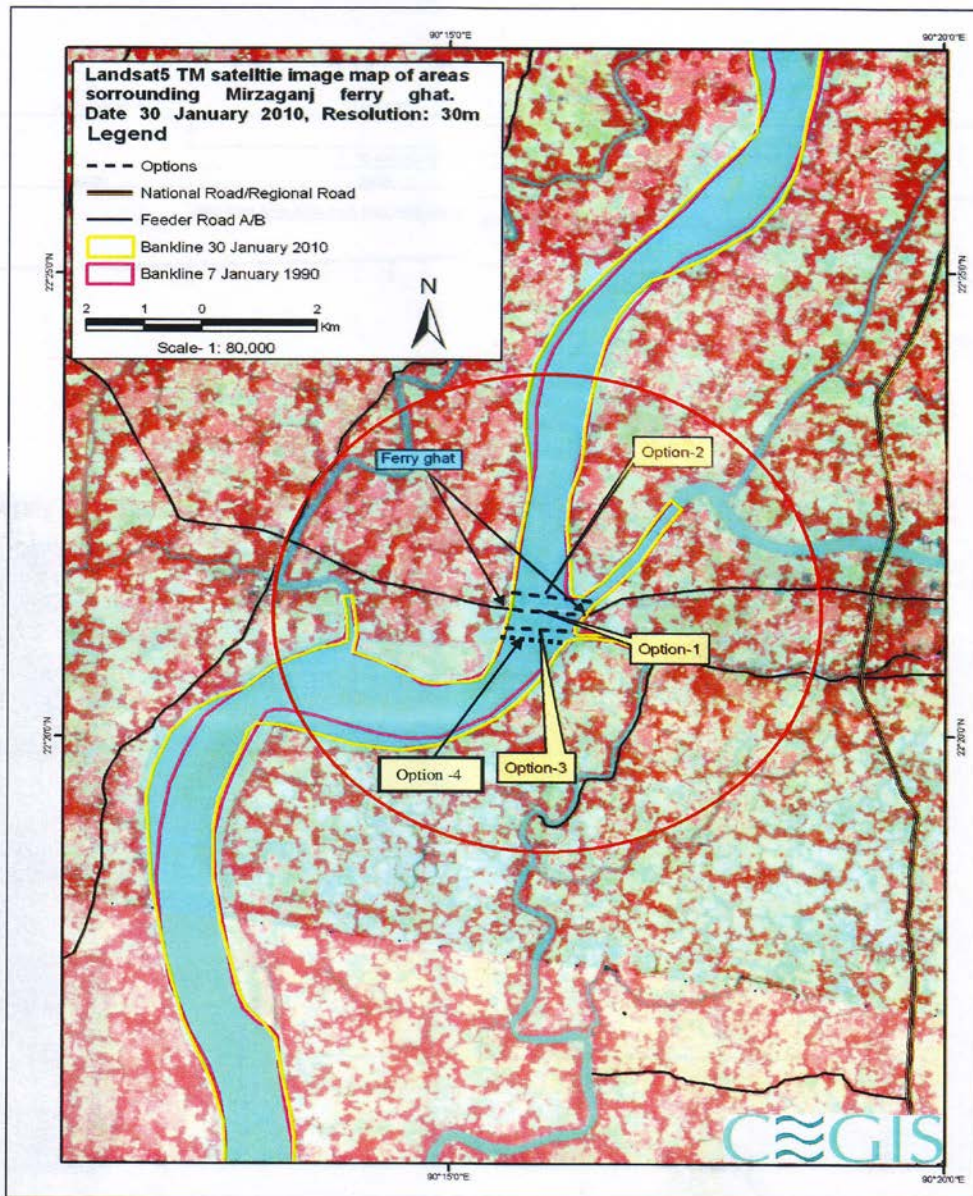 90°15'0"E
90°20'0"E
Landsat5 TM satelltie image map of areas
sorrounding Mirzaganj ferry ghat.
Date 30 January 2010, Resolution: 30m
Legend
Options
National Road/Regional Road
Feeder Road A/B
Bankline 30 January 2010
Bankline 7 January 1990
N
2 1 0 2
Km
Scale- 1: 80,000
22°25'0"N
22°25'0"N
Ferry ghat
Option-2
Option-1
Option-3
Option -4
22°20'0"N
22°20'0"N
CEGIS
90°15'0"E
90°20'0"E